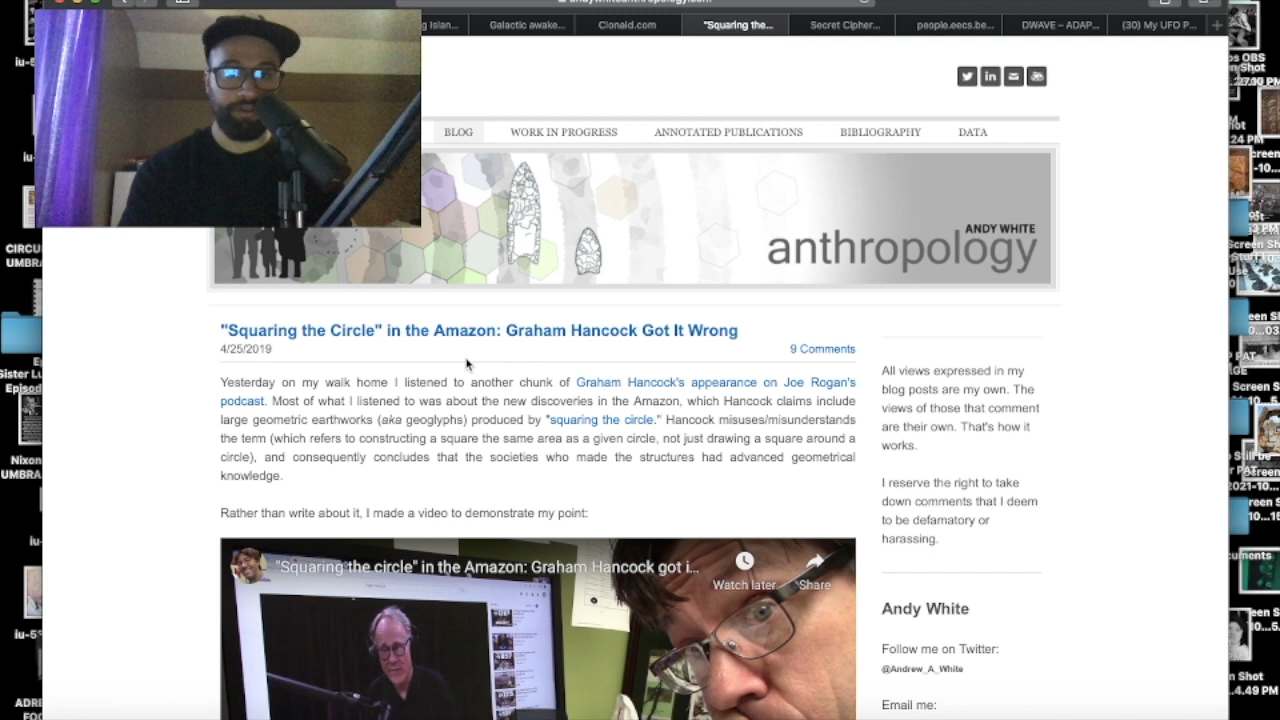 andywhiteanthropology.com
Galactic awake...
Clonaid.com
"Squaring the...
Secret Cipher...
people.eecs.be...
DWAVE – ADAP...
(30) My UFO P...
BLOG
WORK IN PROGRESS
ANNOTATED PUBLICATIONS
BIBLIOGRAPHY
DATA
ANDY WHITE
anthropology
"Squaring the Circle" in the Amazon: Graham Hancock Got It Wrong
4/25/2019
9 Comments
Yesterday on my walk home I listened to another chunk of Graham Hancock's appearance on Joe Rogan's
podcast. Most of what I listened to was about the new discoveries in the Amazon, which Hancock claims include
large geometric earthworks (aka geoglyphs) produced by "squaring the circle." Hancock misuses/misunderstands
the term (which refers to constructing a square the same area as a given circle, not just drawing a square around a
circle), and consequently concludes that the societies who made the structures had advanced geometrical
knowledge.
Rather than write about it, I made a video to demonstrate my point:
"Squaring the circle" in the Amazon: Graham Hancock got i...
Watch later
Share
All views expressed in my
blog posts are my own. The
views of those that comment
are their own. That's how it
works.
I reserve the right to take
down comments that I deem
to be defamatory or
harassing.
Andy White
Follow me on Twitter:
@Andrew_A_White
Email me: